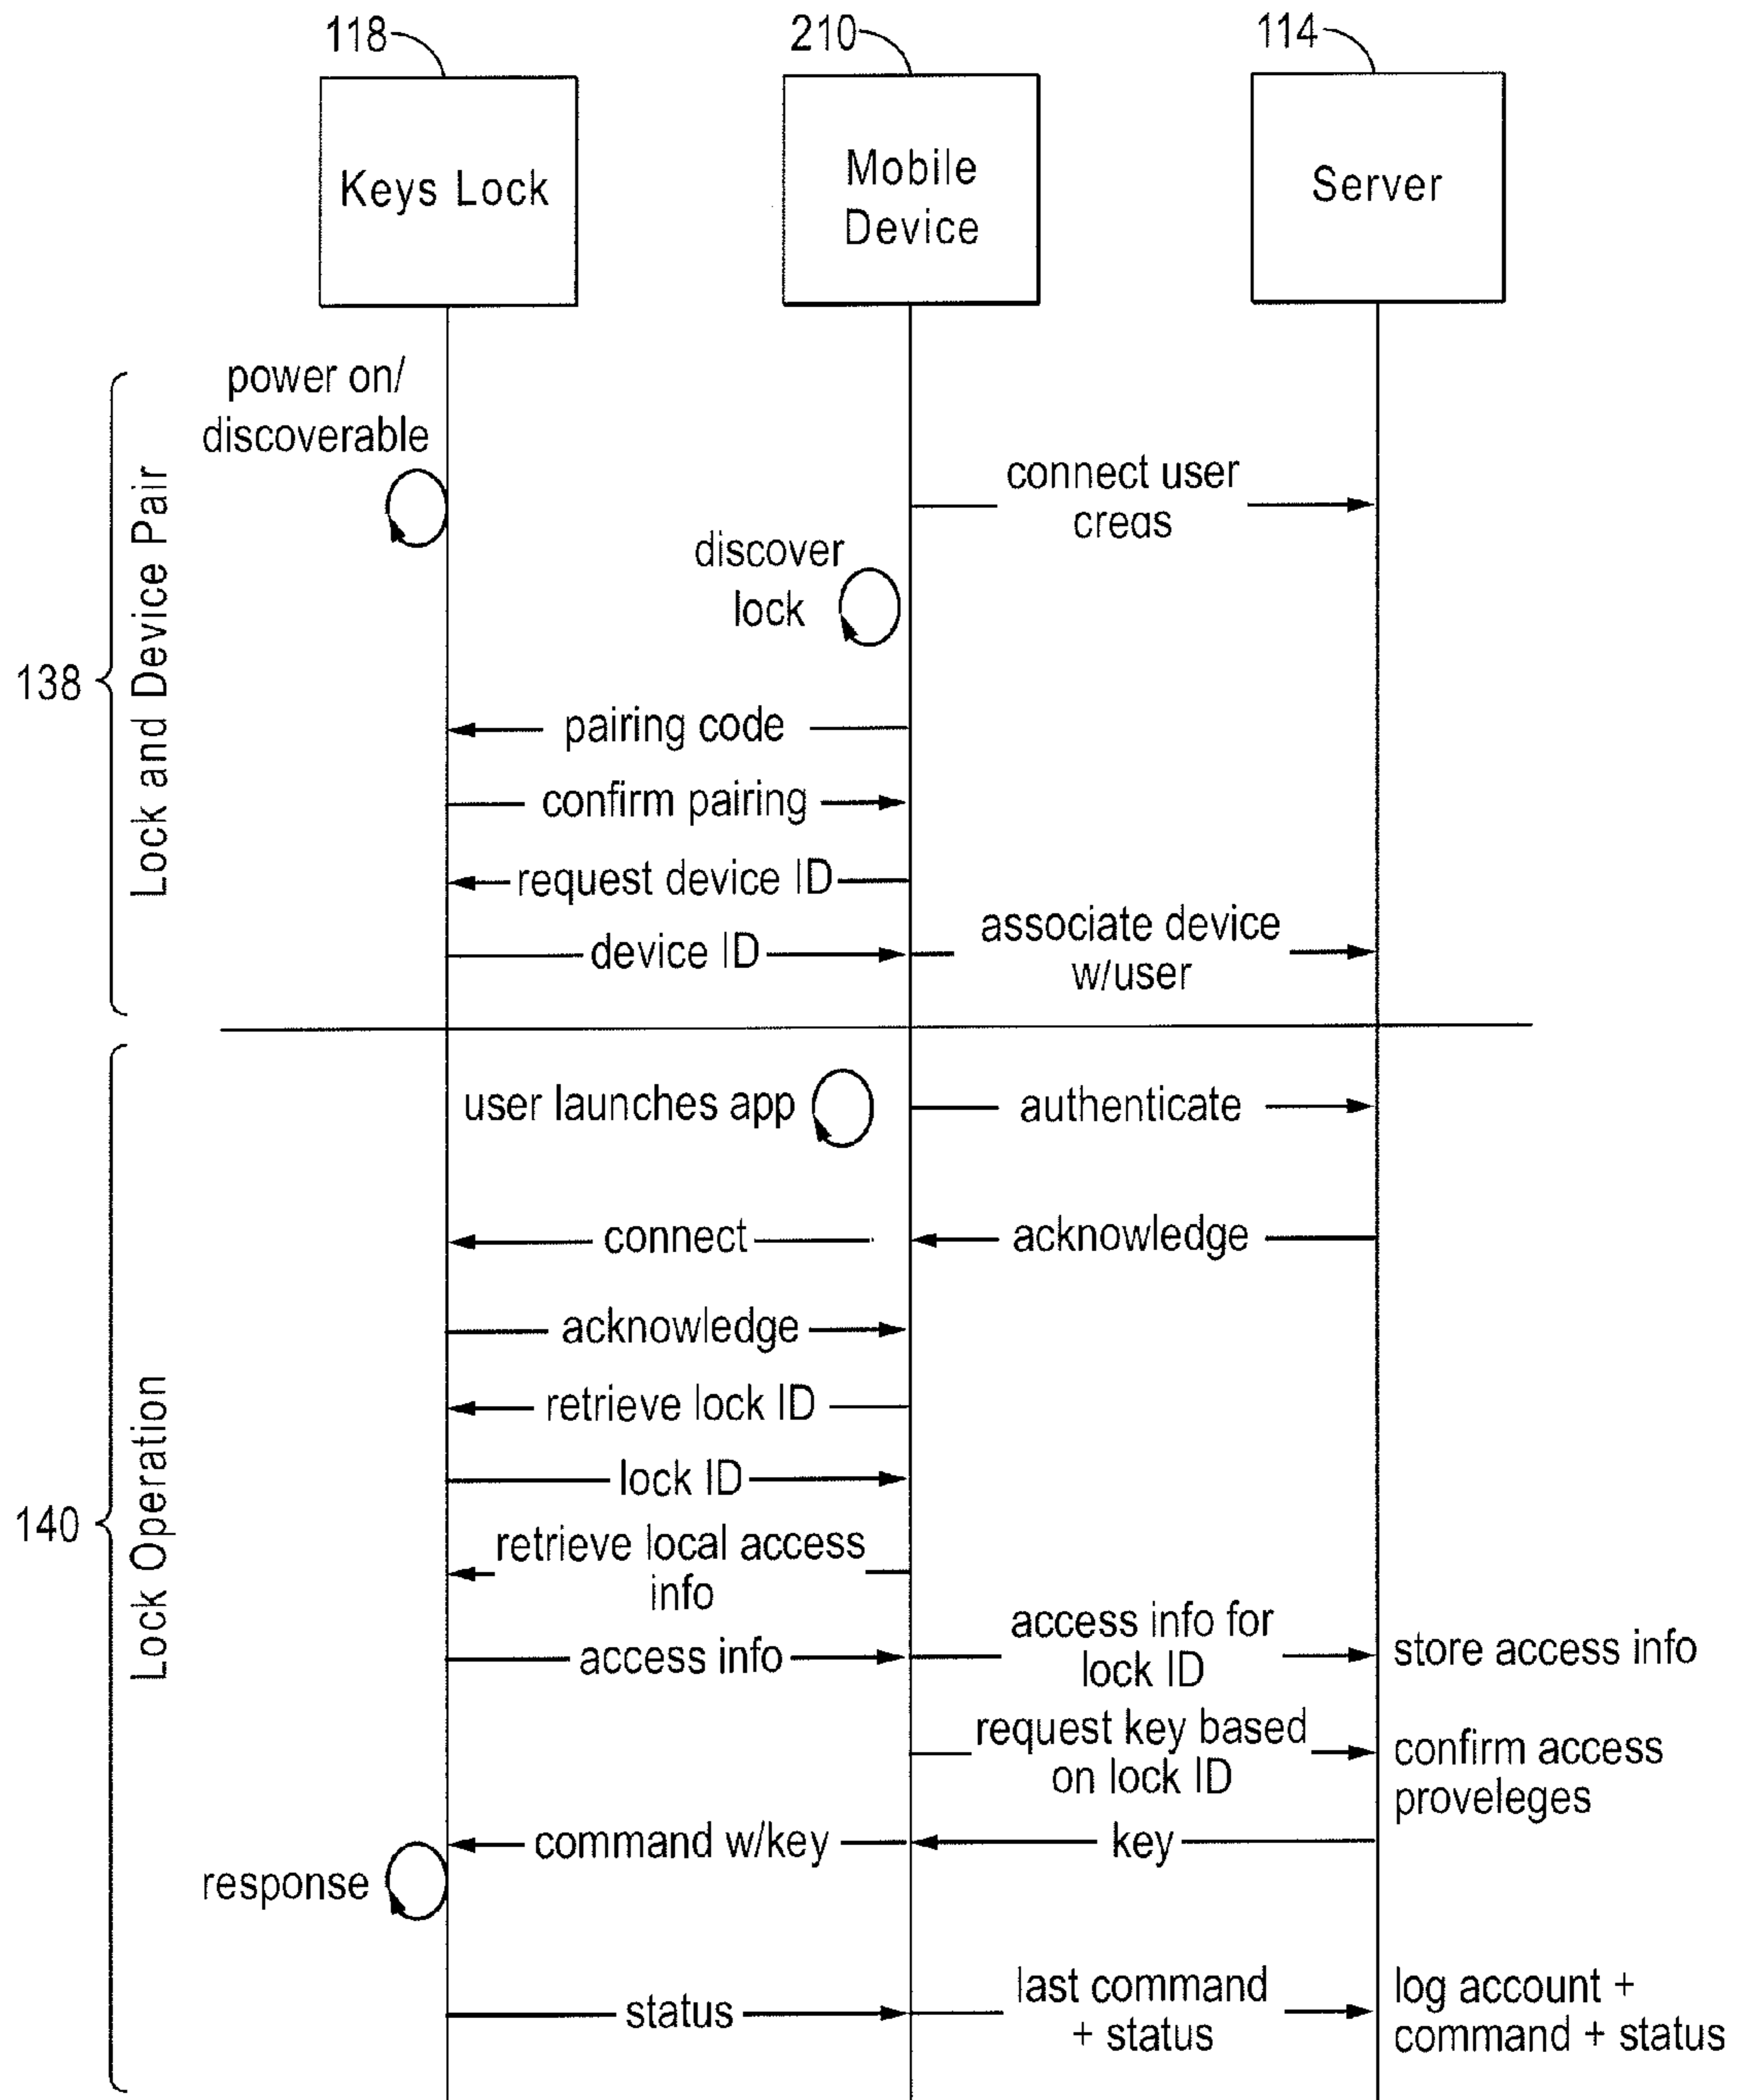 118
210
114
Keys Lock
Mobile
Device
Server
138
Lock and Device Pair
power on/
discoverable
connect user
creds
discover
lock
pairing code
confirm pairing
request device ID
device ID
associate device
w/user
140
Lock Operation
user launches app
authenticate
connect
acknowledge
acknowledge
retrieve lock ID
lock ID
retrieve local access
info
access info
access info for
lock ID
store access info
request key based
on lock ID
confirm access
proveleges
command w/key
key
response
status
last command
+ status
log account +
command + status